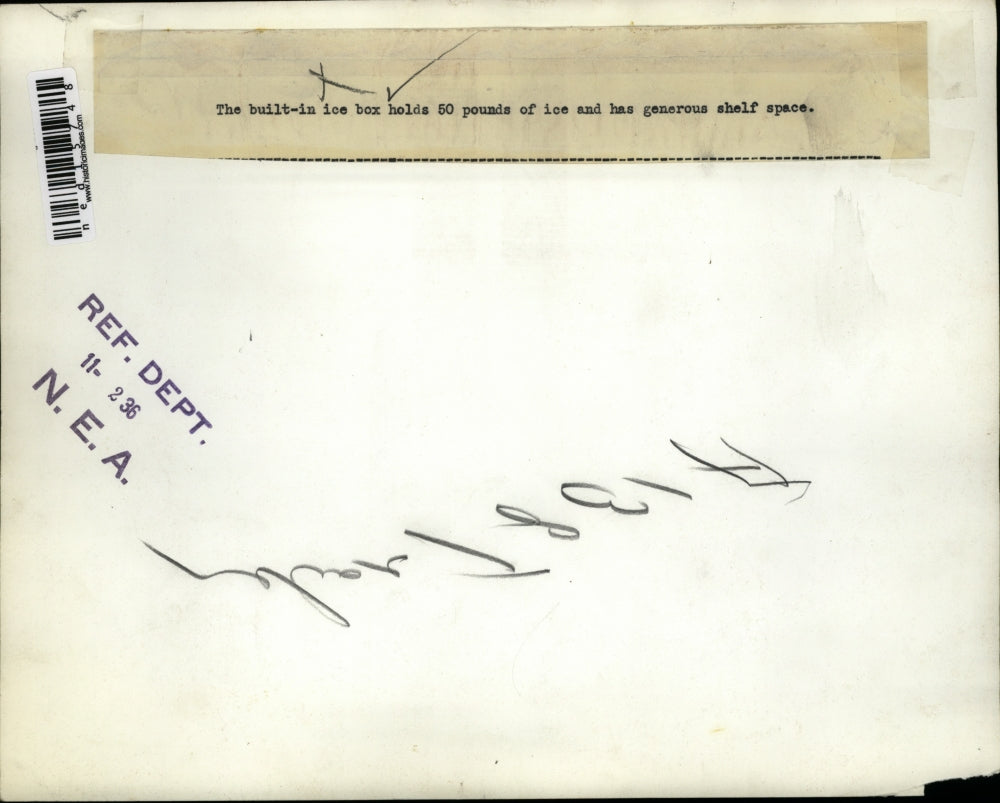 The built-in ice box holds 50 pounds of ice and has generous shelf space.
www.historicimages.com
REF. DEPT.
11- 2 36
N. E. A.
Trailer